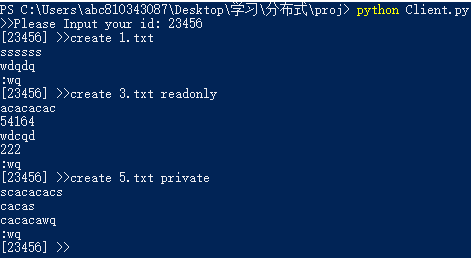 PS C:\Users\abc810343087\Desktop\学习\分布式\proj> python Client.py
>>Please Input your id: 23456
[23456] >>create 1.txt
ssssss
wdqdq
:wq
[23456] >>create 3.txt readonly
acacacac
54164
wdcqd
222
:wq
[23456] >>create 5.txt private
scacacacs
cacas
cacacawq
:wq
[23456] >>